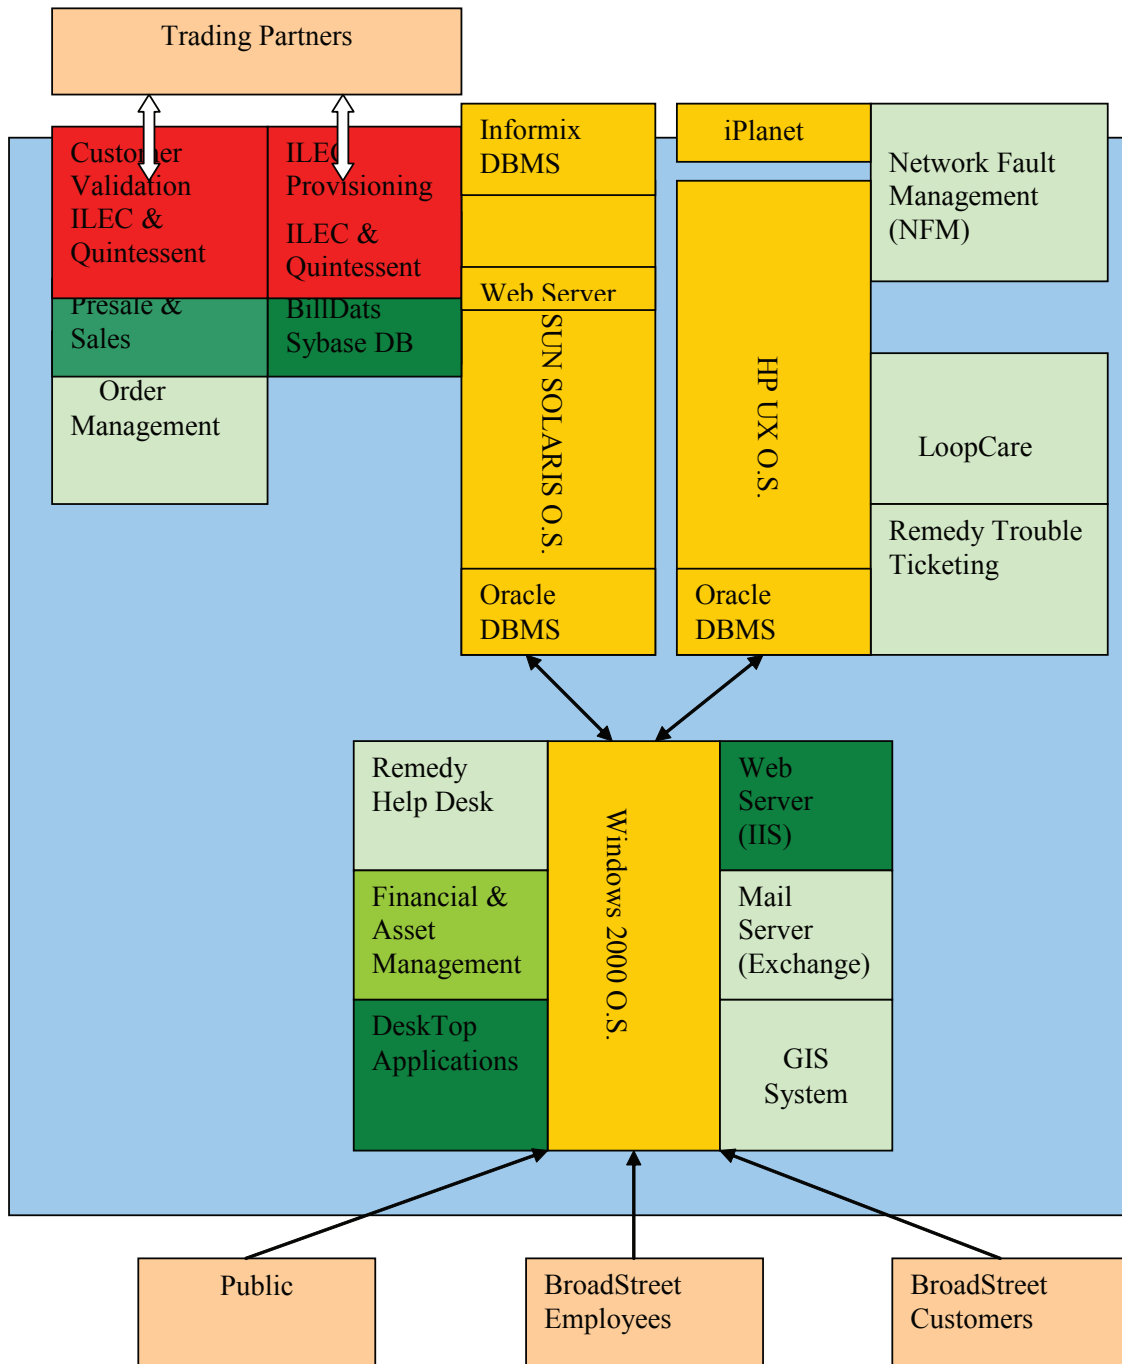 Trading Partners
Customer
Validation
ILEC &
Quintessent
ILEC
Provisioning
ILEC &
Quintessent
Informix
DBMS
iPlanet
Network Fault
Management
(NFM)
Web Server
Presale &
Sales
BillDats
Sybase DB
SUN SOLARIS O.S.
HP UX O.S.
Order
Management
LoopCare
Remedy Trouble
Ticketing
Oracle
DBMS
Oracle
DBMS
Remedy
Help Desk
Windows 2000 O.S.
Web
Server
(IIS)
Financial &
Asset
Management
Mail
Server
(Exchange)
DeskTop
Applications
GIS
System
Public
BroadStreet
Employees
BroadStreet
Customers